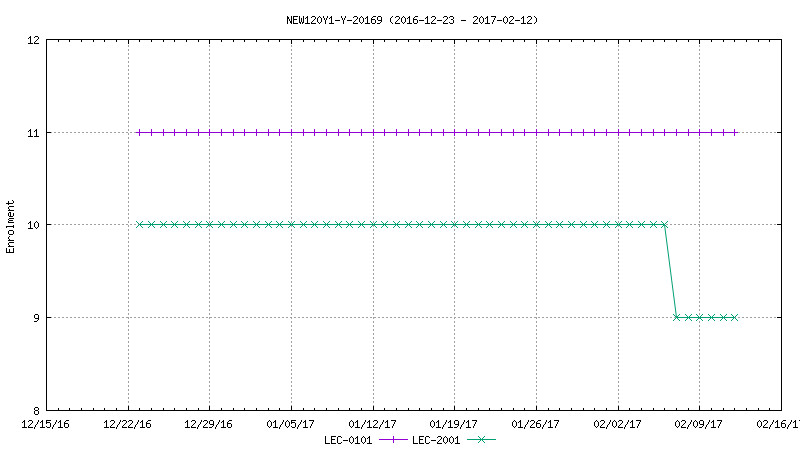 NEW120Y1-Y-20169 (2016-12-23 - 2017-02-12)
12
11
10
9
8
Enrolment
12/15/16 12/22/16 12/29/16 01/05/17 01/12/17 01/19/17 01/26/17 02/02/17 02/09/17 02/16/17
LEC-0101 LEC-2001